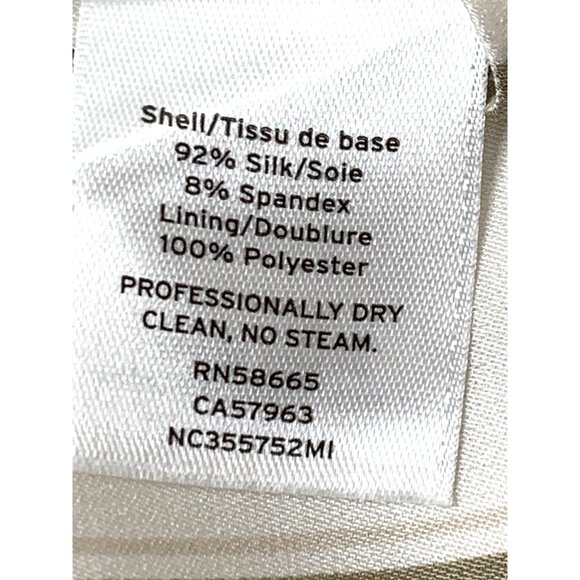 Shell/Tissu de base
92% Silk/Soie
8% Spandex
Lining/Doublure
100% Polyester
PROFESSIONALLY DRY
CLEAN, NO STEAM.
RN58665
CA57963
NC355752MI